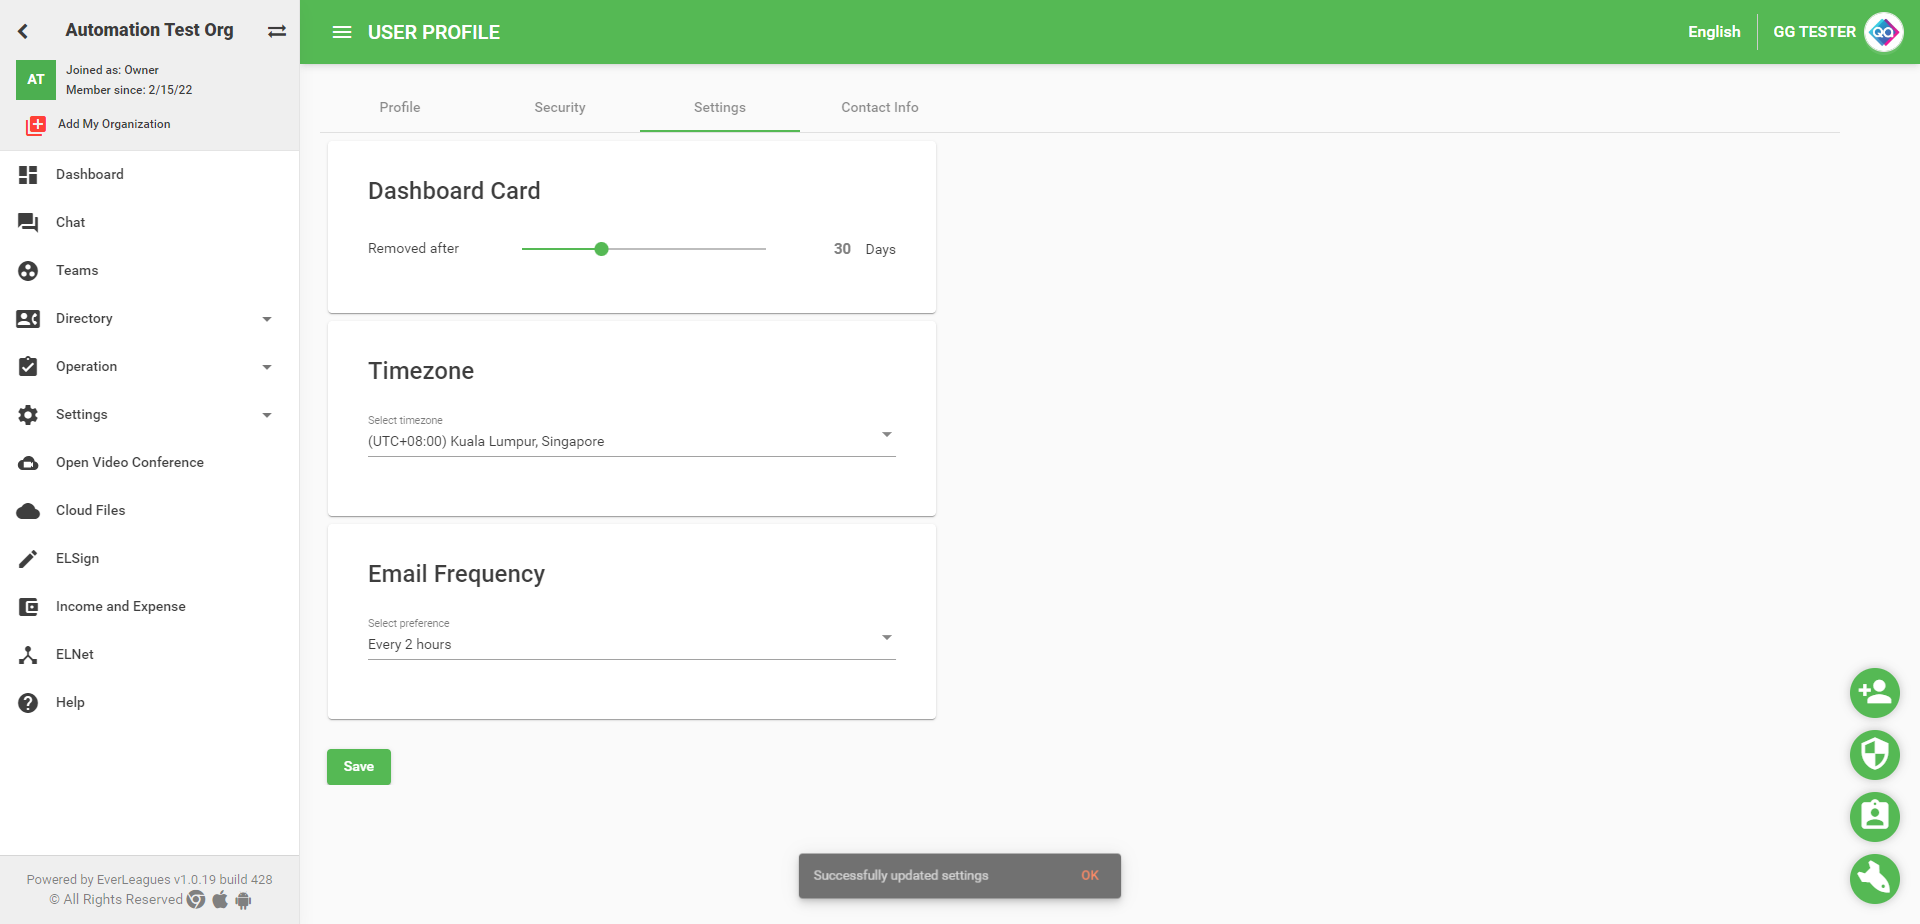 Automation Test Org
AT
Joined as: Owner
Member since: 2/15/22
Add My Organization
Dashboard
Chat
Teams
Directory
Operation
Settings
Open Video Conference
Cloud Files
ELSign
Income and Expense
ELNet
Help
Powered by EverLeagues v1.0.19 build 428
© All Rights Reserved
USER PROFILE
English
GG TESTER
QA
Profile
Security
Settings
Contact Info
Dashboard Card
Removed after
30 Days
Timezone
Select timezone
(UTC+08:00) Kuala Lumpur, Singapore
Email Frequency
Select preference
Every 2 hours
Save
Successfully updated settings
OK